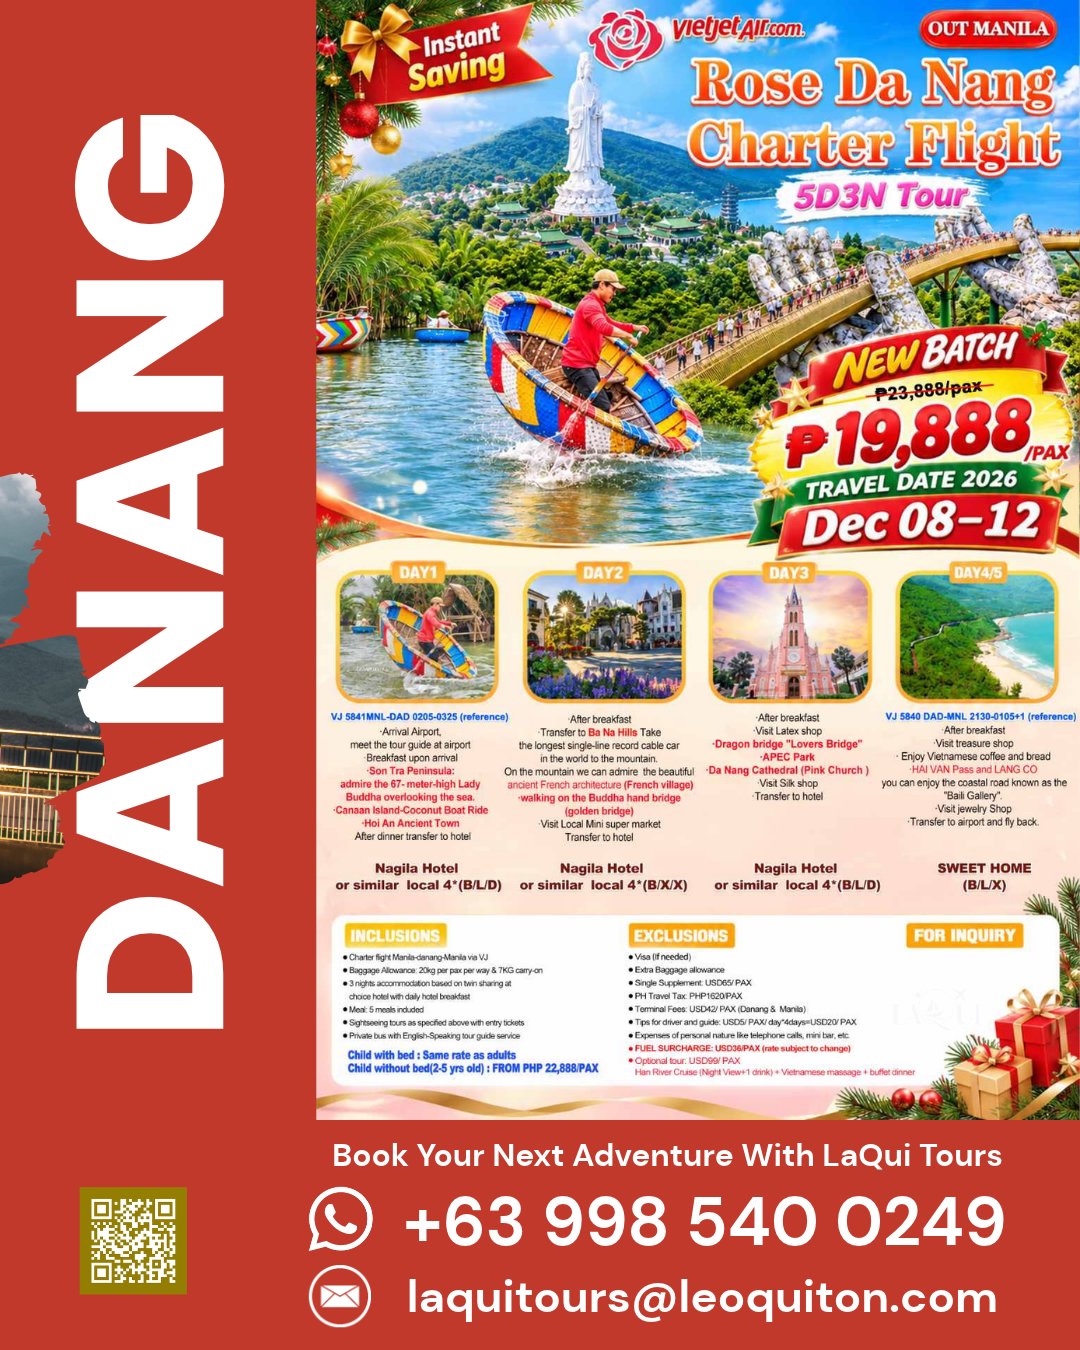 DANANG
Instant
Saving
vietjetAir.com
OUT MANILA
Rose Da Nang
Charter Flight
5D3N Tour
NEW BATCH
₱23,888/pax
₱19,888/PAX
TRAVEL DATE 2026
Dec 08–12
DAY1
VJ 5841MNL-DAD 0205-0325 (reference)
·Arrival Airport,
meet the tour guide at airport
·Breakfast upon arrival
·Son Tra Peninsula:
admire the 67- meter-high Lady
Buddha overlooking the sea.
·Canaan Island-Coconut Boat Ride
·Hoi An Ancient Town
After dinner transfer to hotel
Nagila Hotel
or similar local 4*(B/L/D)
DAY2
·After breakfast
·Transfer to Ba Na Hills Take
the longest single-line record cable car
in the world to the mountain.
On the mountain we can admire the beautiful
ancient French architecture (French village)
·walking on the Buddha hand bridge
(golden bridge)
·Visit Local Mini super market
Transfer to hotel
Nagila Hotel
or similar local 4*(B/X/X)
DAY3
·After breakfast
·Visit Latex shop
·Dragon bridge "Lovers Bridge"
·APEC Park
·Da Nang Cathedral (Pink Church )
·Visit Silk shop
·Transfer to hotel
Nagila Hotel
or similar local 4*(B/L/D)
DAY4/5
VJ 5840 DAD-MNL 2130-0105+1 (reference)
·After breakfast
·Visit treasure shop
· Enjoy Vietnamese coffee and bread
·HAI VAN Pass and LANG CO
you can enjoy the coastal road known as the
"Baili Gallery".
·Visit jewelry Shop
·Transfer to airport and fly back.
SWEET HOME
(B/L/X)
INCLUSIONS
● Charter flight Manila-danang-Manila via VJ
● Baggage Allowance: 20kg per pax per way & 7KG carry-on
● 3 nights accommodation based on twin sharing at
choice hotel with daily hotel breakfast
● Meal: 5 meals included
● Sightseeing tours as specified above with entry tickets
● Private bus with English-Speaking tour guide service
Child with bed : Same rate as adults
Child without bed(2-5 yrs old) : FROM PHP 22,888/PAX
EXCLUSIONS
● Visa (if needed)
● Extra Baggage allowance
● Single Supplement: USD65/ PAX
● PH Travel Tax: PHP1620/PAX
● Terminal Fees: USD42/ PAX (Danang & Manila)
● Tips for driver and guide: USD5/ PAX/ day*4days=USD20/ PAX
● Expenses of personal nature like telephone calls, mini bar, etc.
● FUEL SURCHARGE: USD36/PAX (rate subject to change)
● Optional tour: USD99/ PAX
Han River Cruise (Night View+1 drink) + Vietnamese massage + buffet dinner
FOR INQUIRY
LAQUI
Book Your Next Adventure With LaQui Tours
+63 998 540 0249
laquitours@leoquiton.com